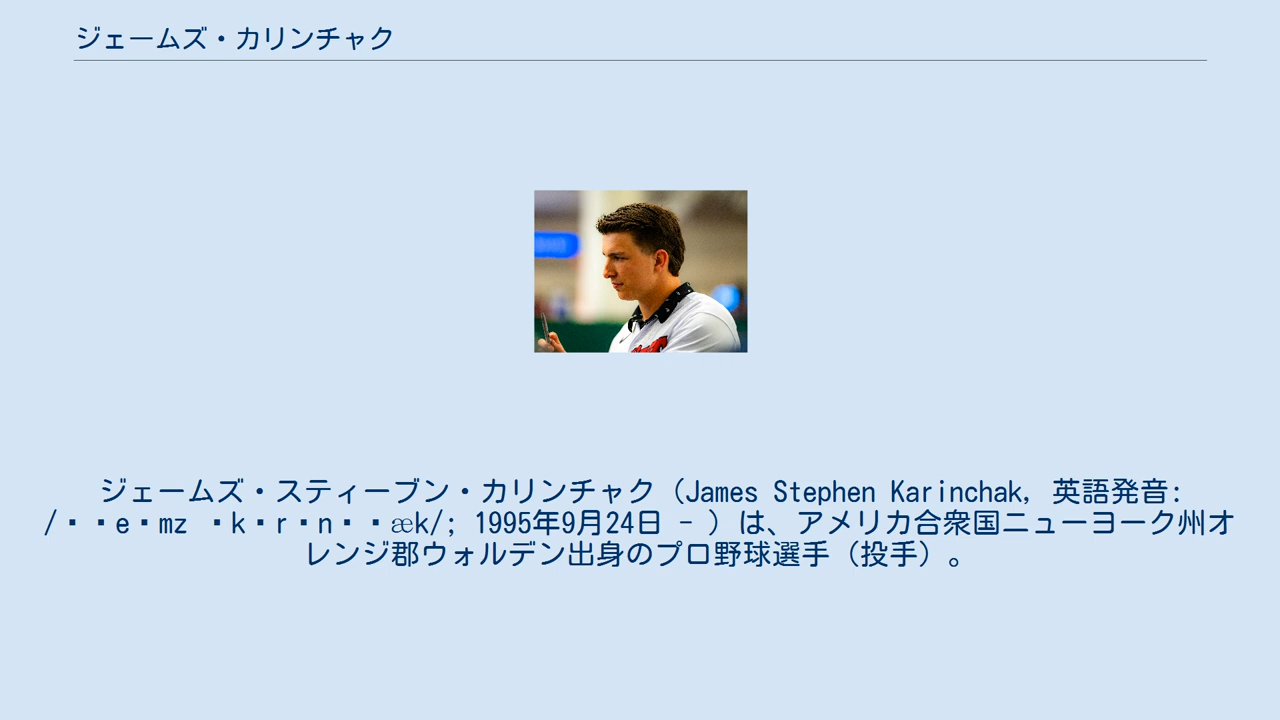 ジェームズ・カリンチャク
ジェームズ・スティーブン・カリンチャク（James Stephen Karinchak, 英語発音:
/▪▪e▪mz ▪k▪r▪n▪▪æk/; 1995年9月24日 - ）は、アメリカ合衆国ニューヨーク州オ
レンジ郡ウォルデン出身のプロ野球選手（投手）。